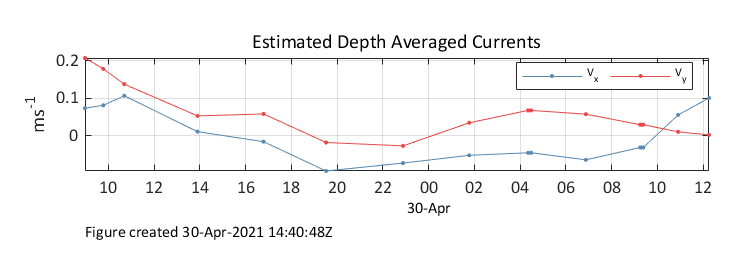 Estimated Depth Averaged Currents
Vx Vy
0.2
0.1
0
ms-1
10 12 14 16 18 20 22 00 02 04 06 08 10 12
30-Apr
Figure created 30-Apr-2021 14:40:48Z